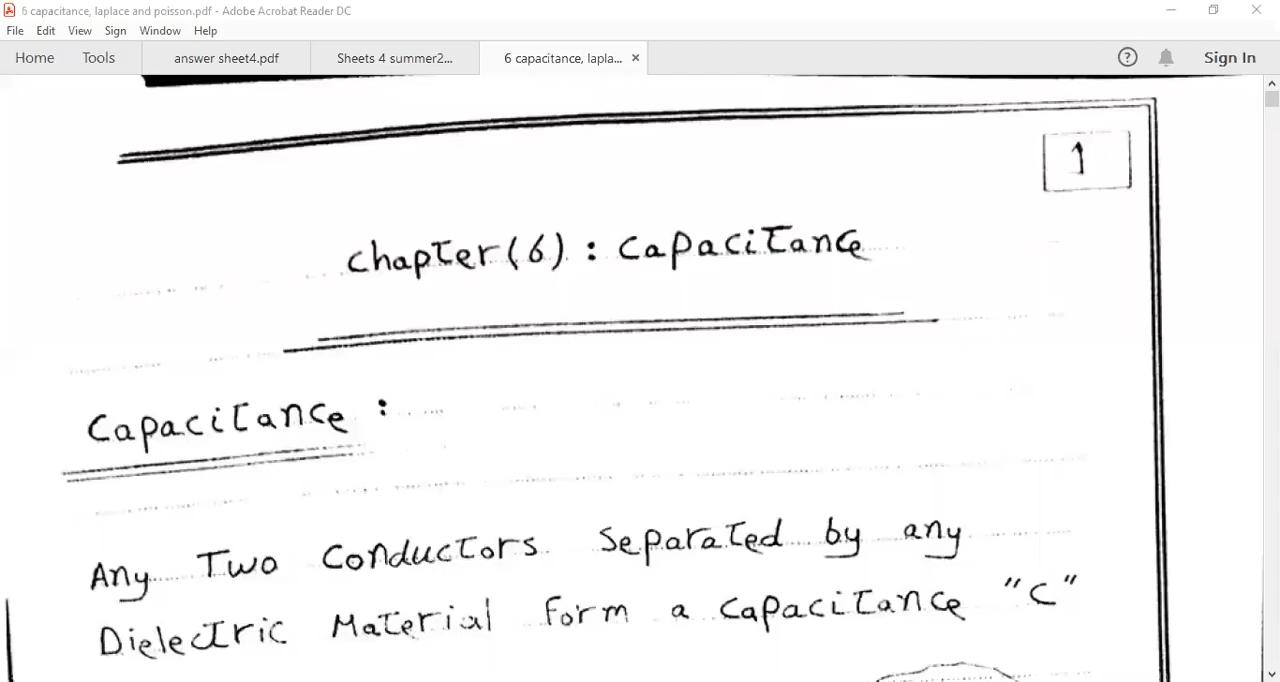 6 capacitance, laplace and poisson.pdf - Adobe Acrobat Reader DC
File Edit View Sign Window Help
Home Tools answer sheet4.pdf Sheets 4 summer2... 6 capacitance, lapla... × ? Sign In
1
chapter(6) : Capacitance
Capacitance :
Any Two Conductors Separated by any
Dielectric Material Form a Capacitance "C"